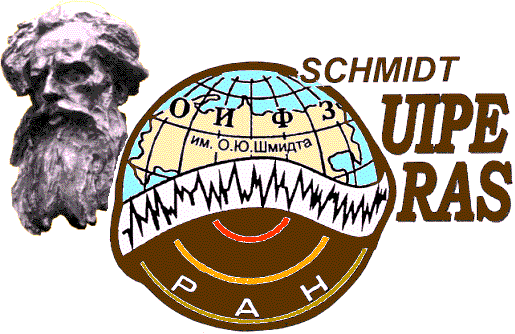 SCHMIDT
UIPE
RAS
О И Ф З
им. О.Ю.Шмидта
Р А Н